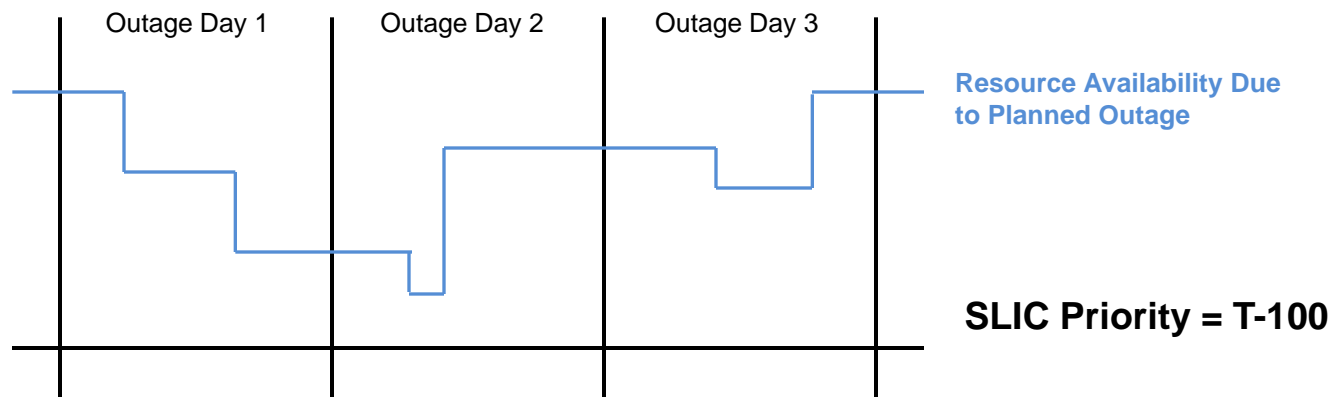 Outage Day 1
Outage Day 2
Outage Day 3
Resource Availability Due
to Planned Outage
SLIC Priority = T-100